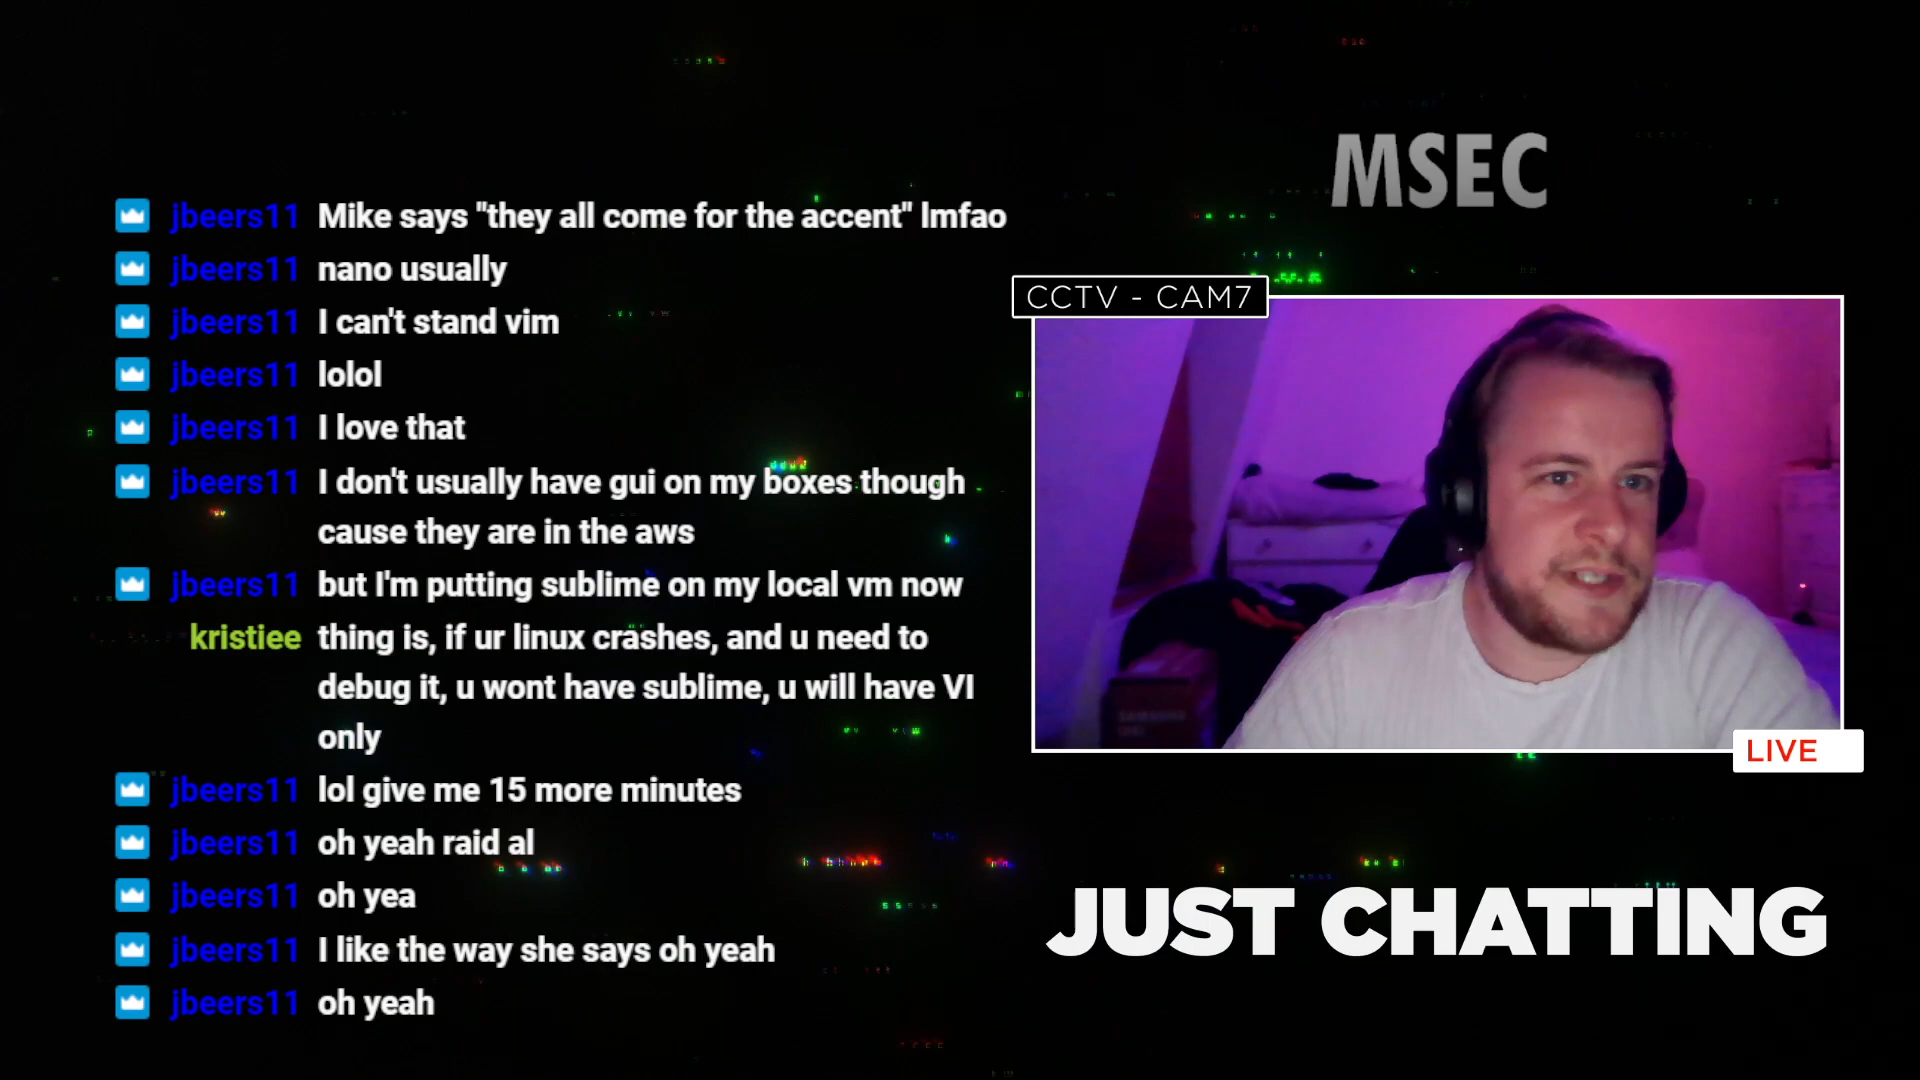 MSEC
jbeers11 Mike says "they all come for the accent" lmfao
jbeers11 nano usually
jbeers11 I can't stand vim
jbeers11 lolol
jbeers11 I love that
jbeers11 I don't usually have gui on my boxes though
cause they are in the aws
jbeers11 but I'm putting sublime on my local vm now
kristiee thing is, if ur linux crashes, and u need to
debug it, u wont have sublime, u will have VI
only
jbeers11 lol give me 15 more minutes
jbeers11 oh yeah raid al
jbeers11 oh yea
jbeers11 I like the way she says oh yeah
jbeers11 oh yeah
CCTV - CAM7
LIVE
JUST CHATTING